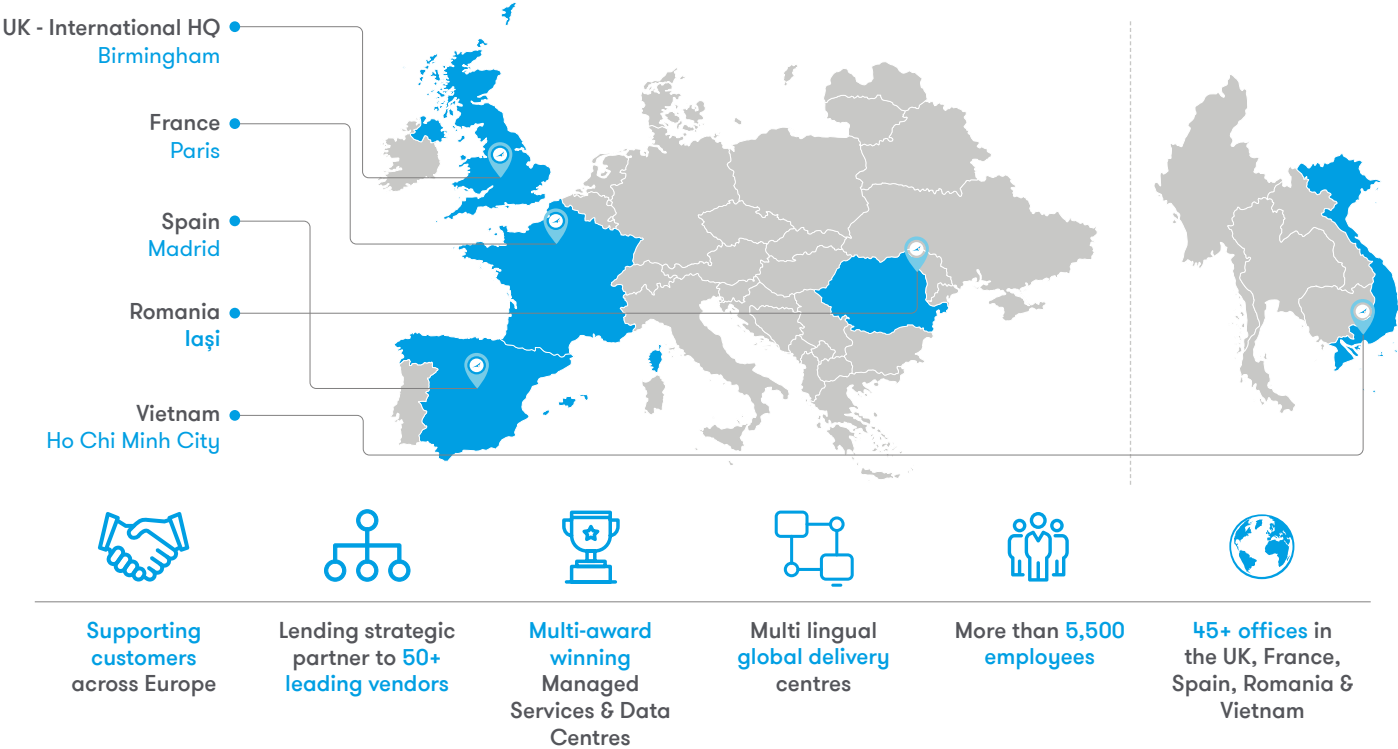 UK - International HQ
Birmingham
France
Paris
Spain
Madrid
Romania
Iași
Vietnam
Ho Chi Minh City
Supporting
customers
across Europe
Lending strategic
partner to 50+
leading vendors
Multi-award
winning
Managed
Services & Data
Centres
Multi lingual
global delivery
centres
More than 5,500
employees
45+ offices in
the UK, France,
Spain, Romania &
Vietnam